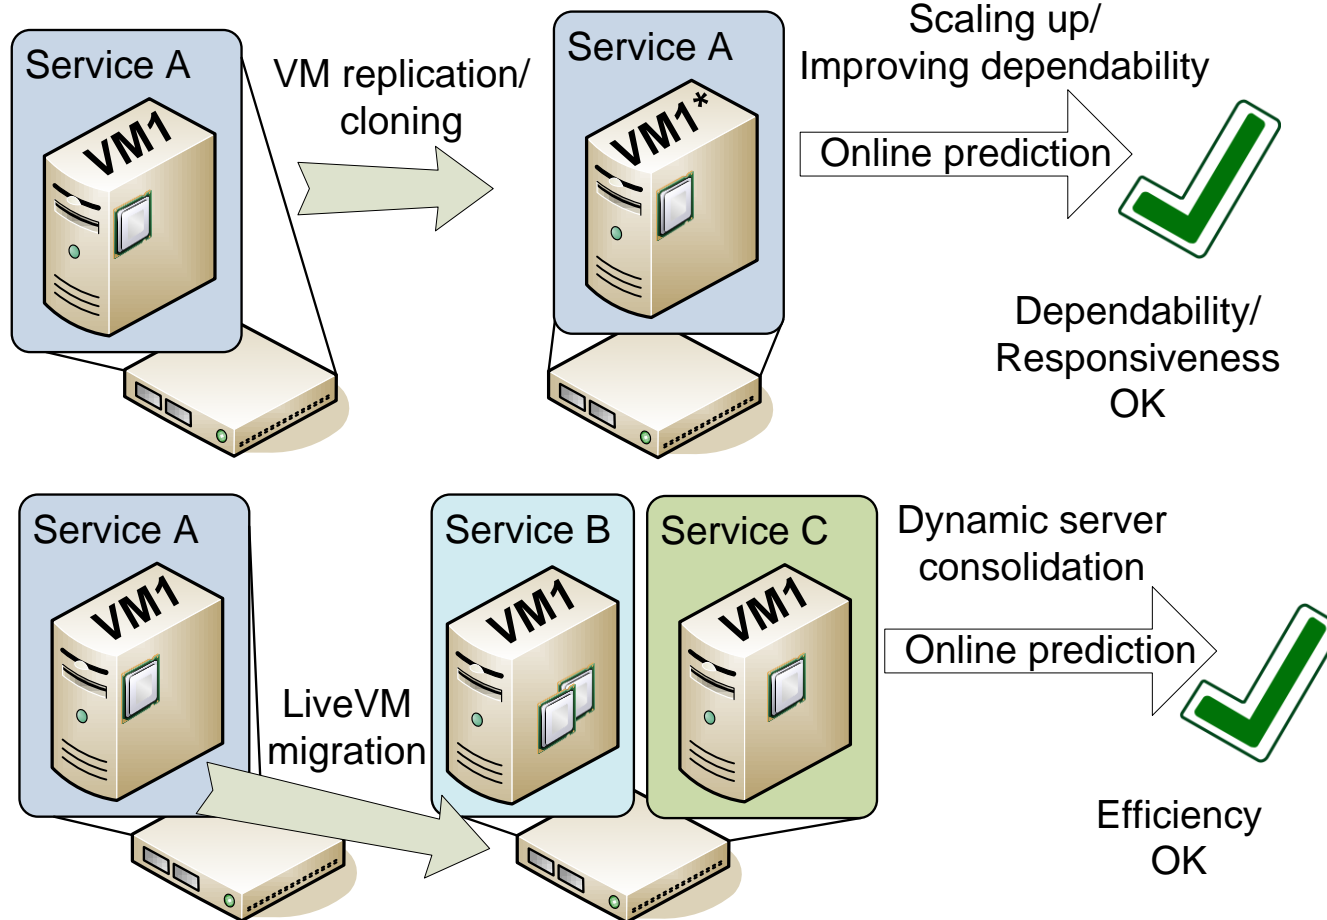 Service A
VM1
VM replication/
cloning
Service A
VM1*
Scaling up/
Improving dependability
Online prediction
Dependability/
Responsiveness
OK
Service A
VM1
LiveVM
migration
Service B
VM1
Service C
VM1
Dynamic server
consolidation
Online prediction
Efficiency
OK